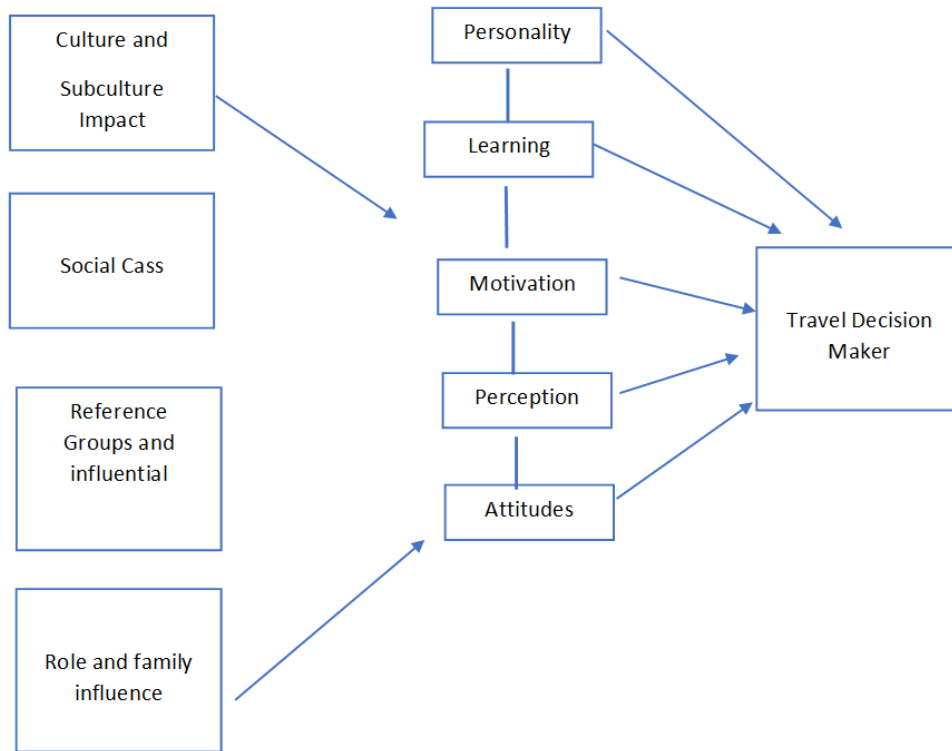 Culture and
Subculture
Impact
Social Cass
Reference
Groups and
influential
Role and family
influence
Personality
Learning
Motivation
Perception
Attitudes
Travel Decision
Maker